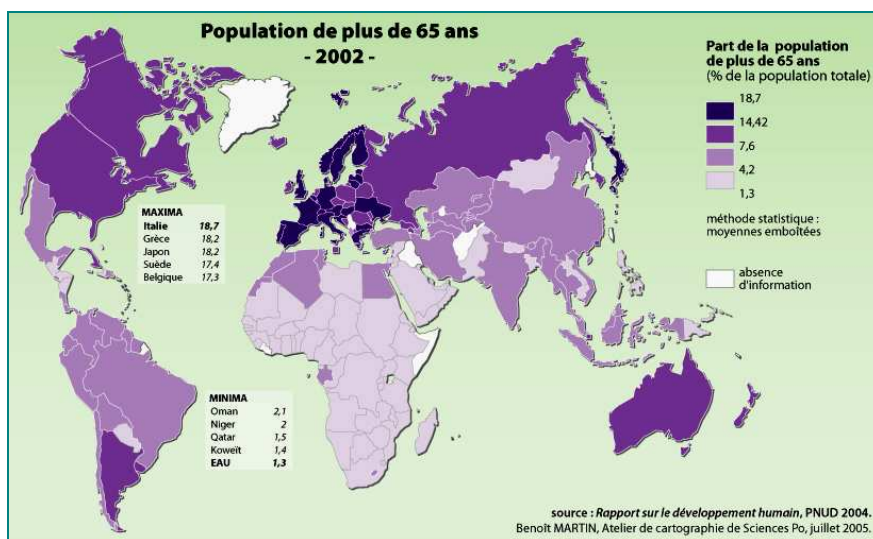 Population de plus de 65 ans
- 2002 -
Part de la population
de plus de 65 ans
(% de la population totale)
18,7
14,42
7,6
4,2
1,3
méthode statistique :
moyennes emboîtées
absence
d'information
MAXIMA
Italie 18,7
Grèce 18,2
Japon 18,2
Suède 17,4
Belgique 17,3
MINIMA
Oman 2,1
Niger 2
Qatar 1,5
Koweït 1,4
EAU 1,3
source : Rapport sur le développement humain, PNUD 2004.
Benoît MARTIN, Atelier de cartographie de Sciences Po, juillet 2005.